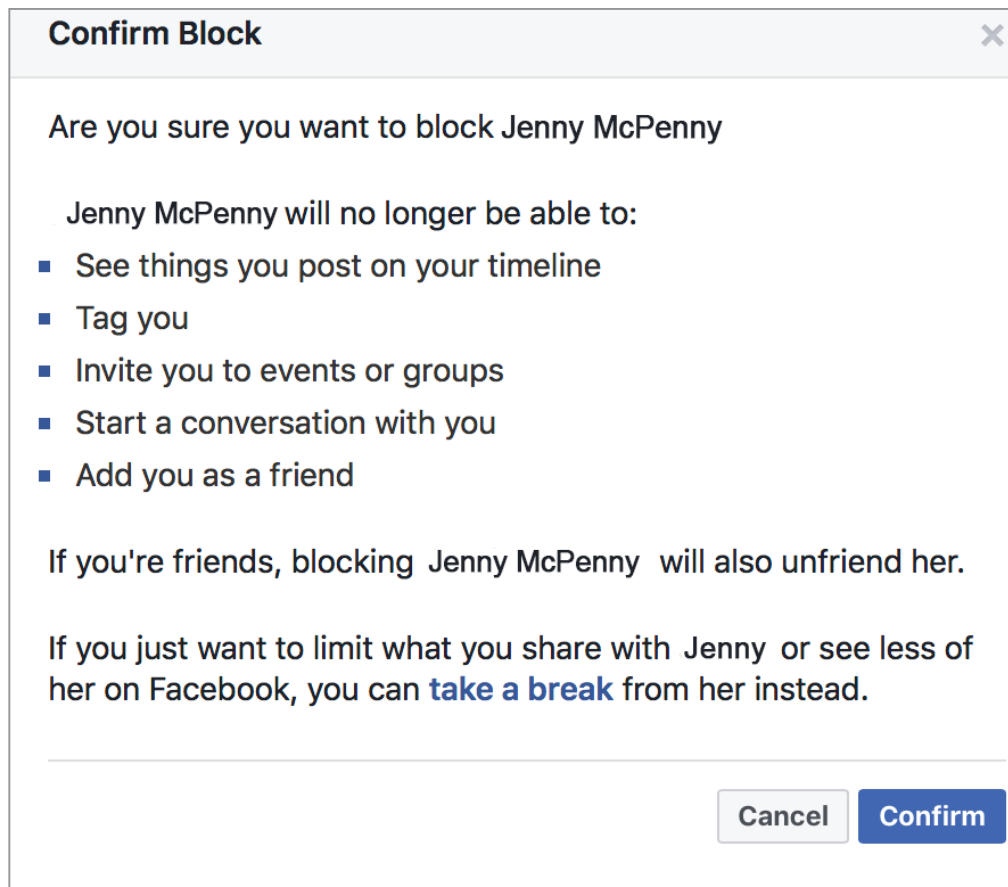 Confirm Block
Are you sure you want to block Jenny McPenny
Jenny McPenny will no longer be able to:
See things you post on your timeline
Tag you
Invite you to events or groups
Start a conversation with you
Add you as a friend
If you're friends, blocking Jenny McPenny will also unfriend her.
If you just want to limit what you share with Jenny or see less of
her on Facebook, you can take a break from her instead.
Cancel Confirm